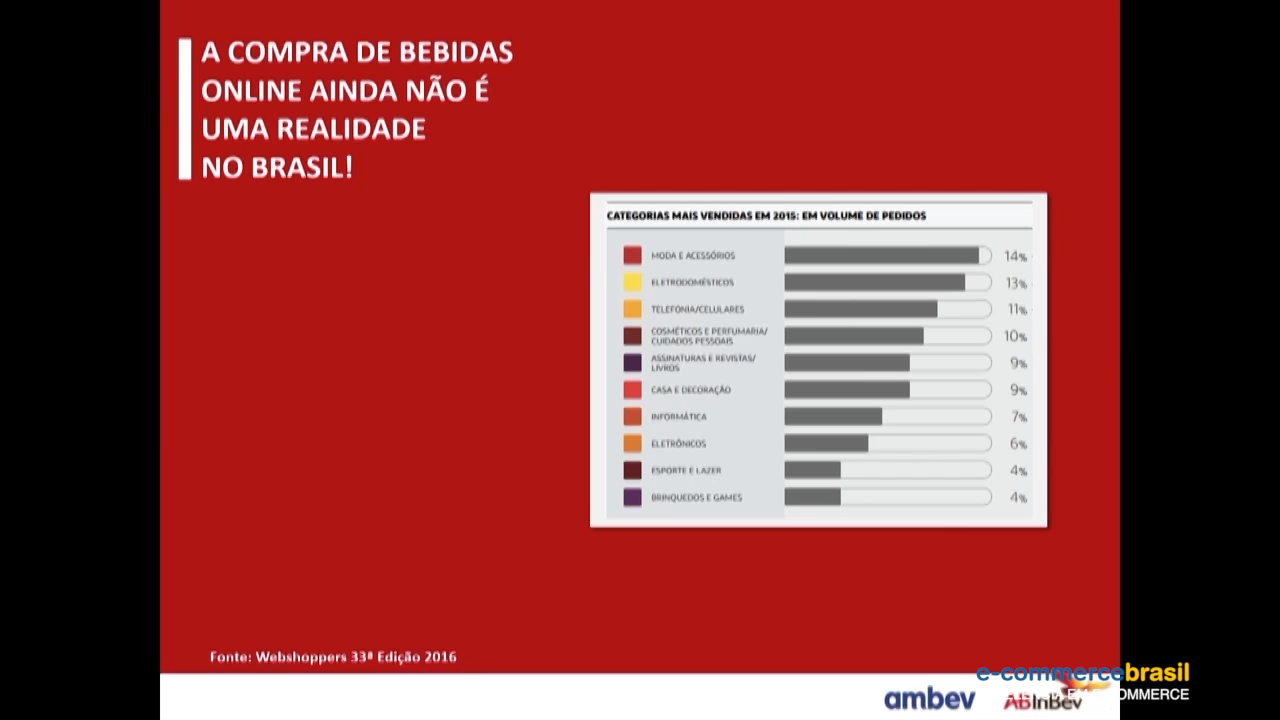 A COMPRA DE BEBIDAS
ONLINE AINDA NÃO É
UMA REALIDADE
NO BRASIL!
CATEGORIAS MAIS VENDIDAS EM 2015: EM VOLUME DE PEDIDOS
MODA E ACESSÓRIOS 14%
ELETRODOMÉSTICOS 13%
TELEFONIA/CELULARES 11%
COSMÉTICOS E PERFUMARIA/
CUIDADOS PESSOAIS 10%
ASSINATURAS E REVISTAS/
LIVROS 9%
CASA E DECORAÇÃO 9%
INFORMÁTICA 7%
ELETRÔNICOS 6%
ESPORTE E LAZER 4%
BRINQUEDOS E GAMES 4%
Fonte: Webshoppers 33ª Edição 2016
e-commercebrasil
ambev
ABInBev